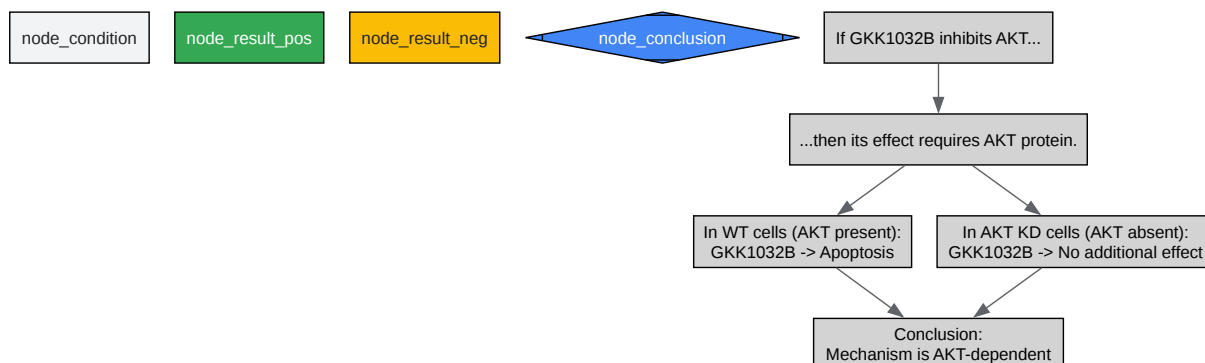 node_condition
node_result_pos
node_result_neg
node_conclusion
If GKK1032B inhibits AKT...
...then its effect requires AKT protein.
In WT cells (AKT present):
GKK1032B -> Apoptosis
In AKT KD cells (AKT absent):
GKK1032B -> No additional effect
Conclusion:
Mechanism is AKT-dependent